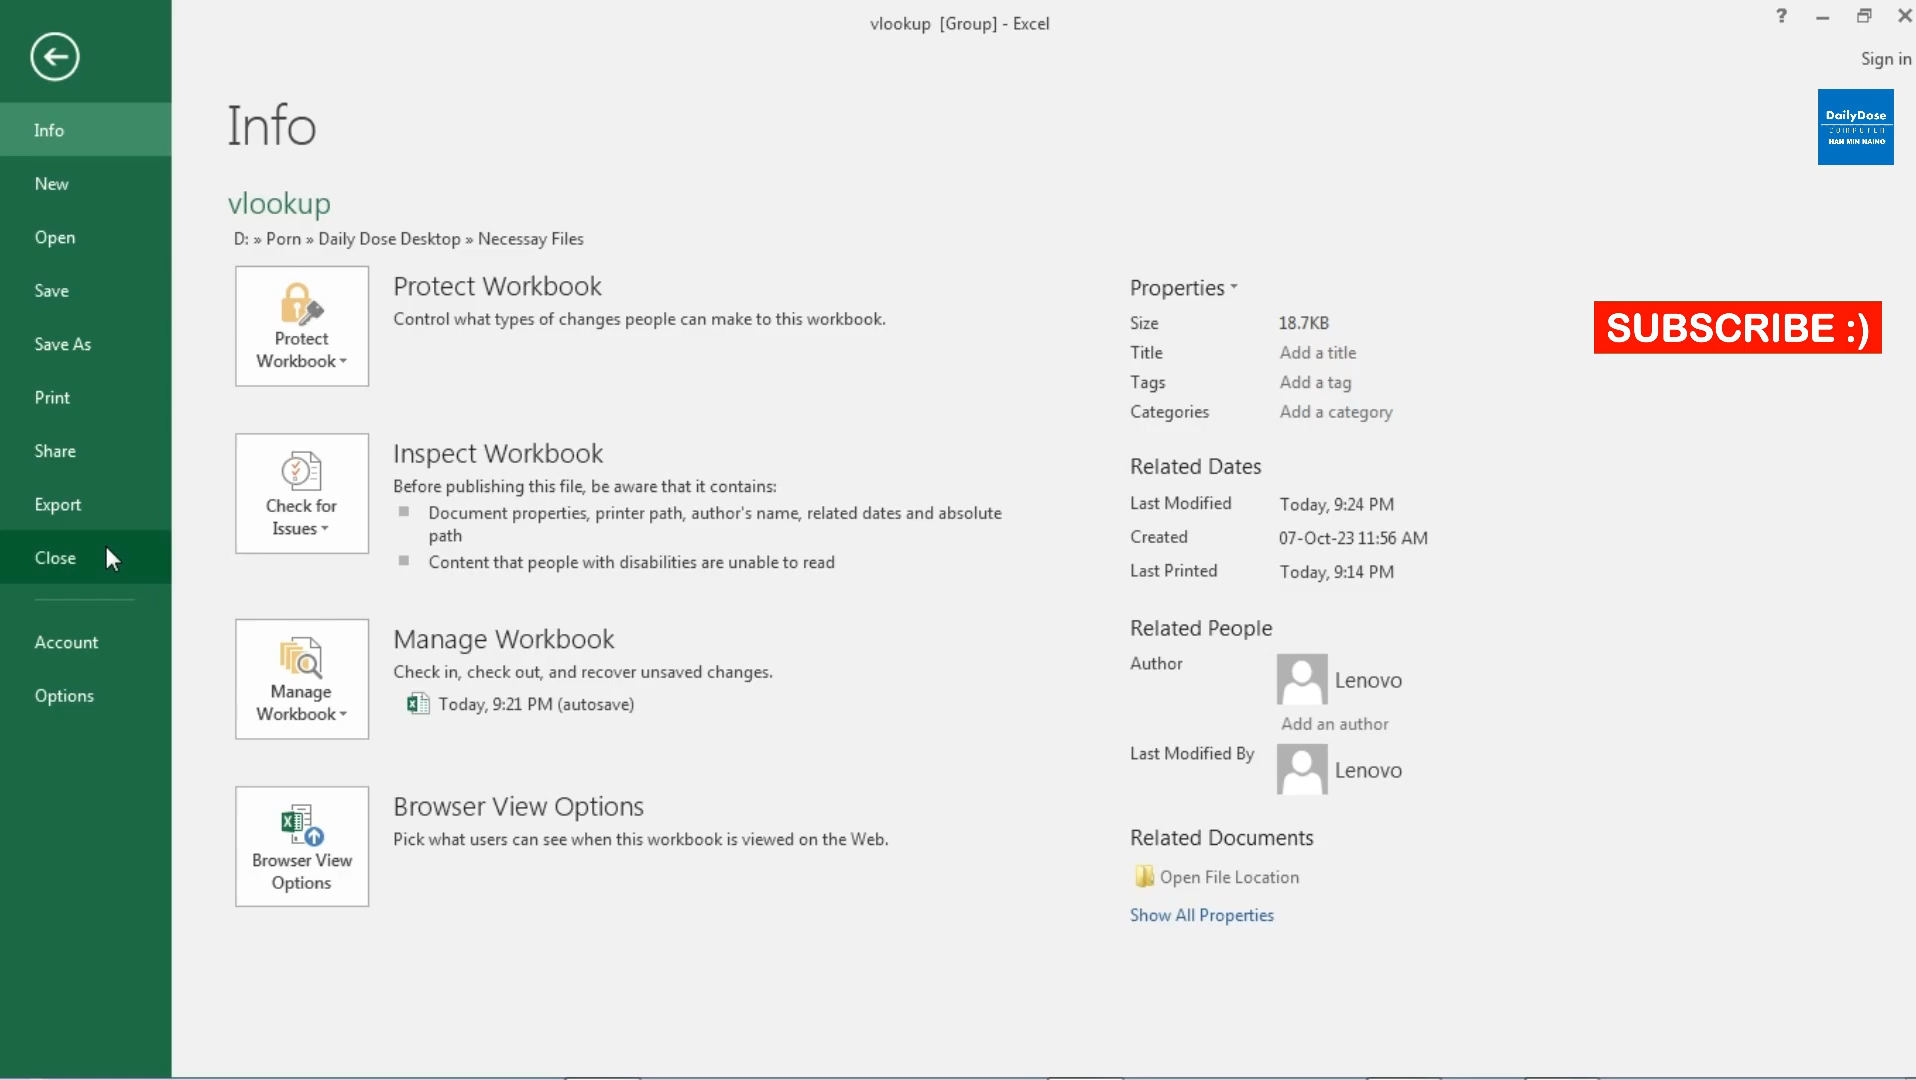 vlookup [Group] - Excel
?
Sign in
Info
New
Open
Save
Save As
Print
Share
Export
Close
Account
Options
Info
DailyDose
COMPUTER
HAN MIN NAING
vlookup
D: » Porn » Daily Dose Desktop » Necessay Files
Protect
Workbook
Protect Workbook
Control what types of changes people can make to this workbook.
Check for
Issues
Inspect Workbook
Before publishing this file, be aware that it contains:
Document properties, printer path, author's name, related dates and absolute
path
Content that people with disabilities are unable to read
Manage
Workbook
Manage Workbook
Check in, check out, and recover unsaved changes.
Today, 9:21 PM (autosave)
Browser View
Options
Browser View Options
Pick what users can see when this workbook is viewed on the Web.
Properties
Size 18.7KB
Title Add a title
Tags Add a tag
Categories Add a category
Related Dates
Last Modified Today, 9:24 PM
Created 07-Oct-23 11:56 AM
Last Printed Today, 9:14 PM
Related People
Author Lenovo
Add an author
Last Modified By Lenovo
Related Documents
Open File Location
Show All Properties
SUBSCRIBE :)